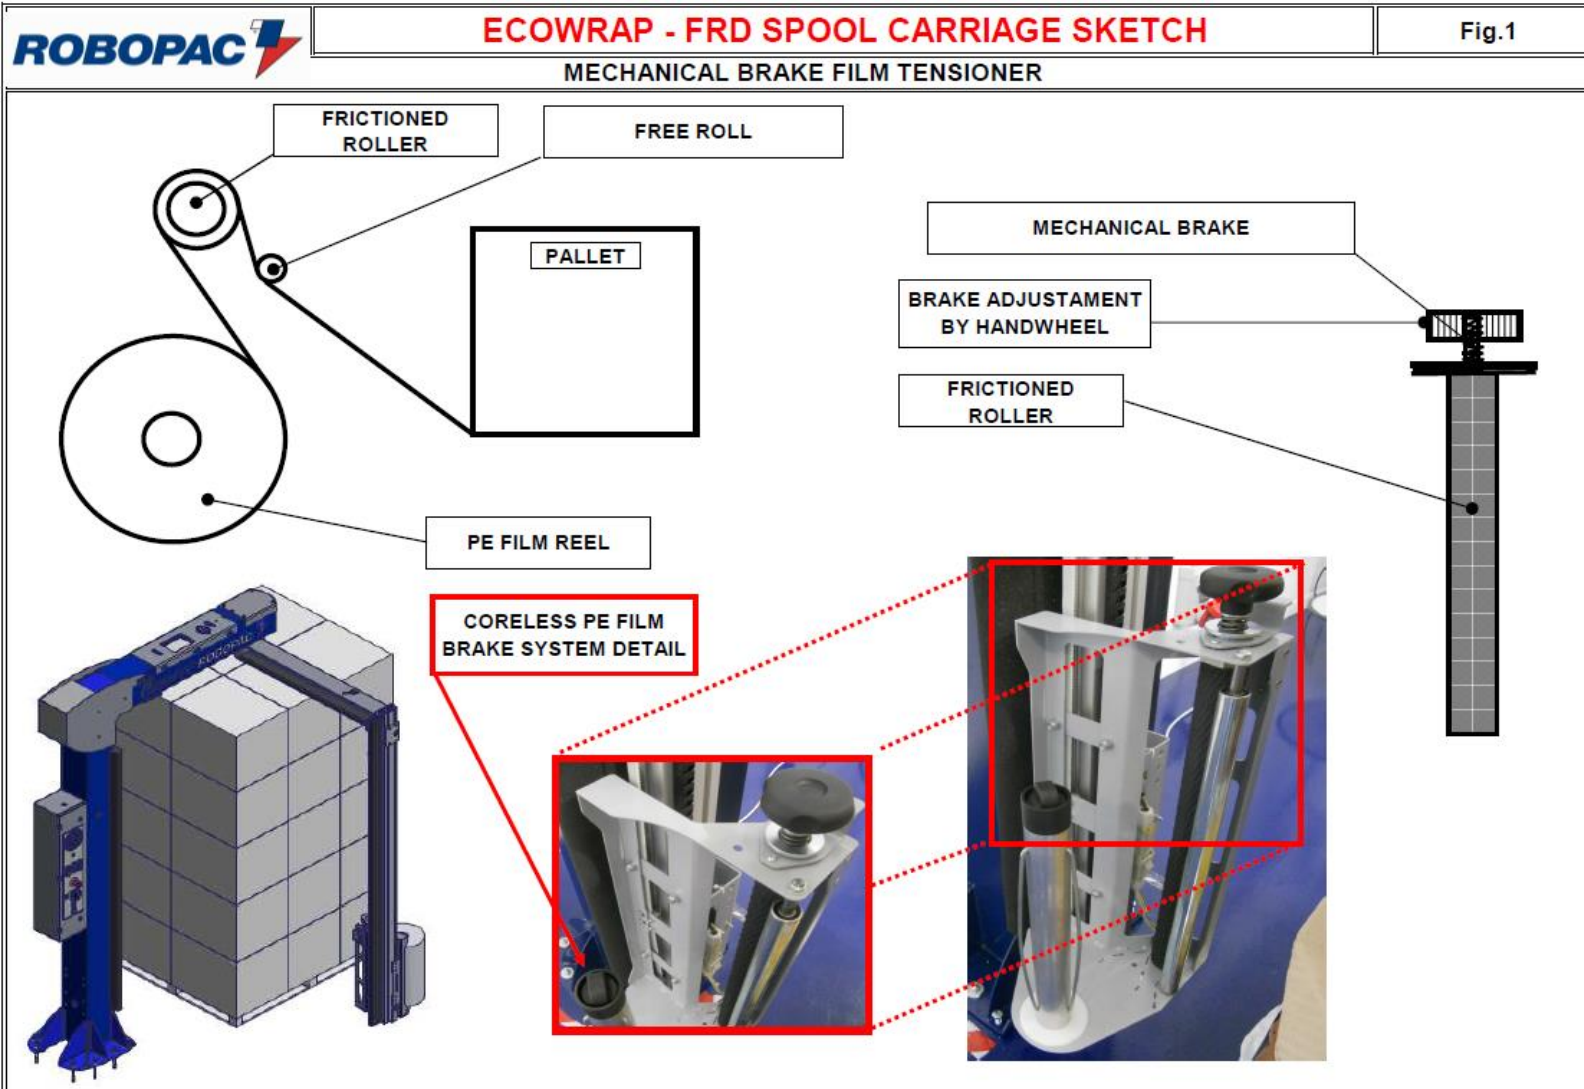 ROBOPAC
ECOWRAP - FRD SPOOL CARRIAGE SKETCH
Fig.1
MECHANICAL BRAKE FILM TENSIONER
FRICTIONED
ROLLER
FREE ROLL
PALLET
MECHANICAL BRAKE
BRAKE ADJUSTAMENT
BY HANDWHEEL
FRICTIONED
ROLLER
PE FILM REEL
CORELESS PE FILM
BRAKE SYSTEM DETAIL
ROBOPAC